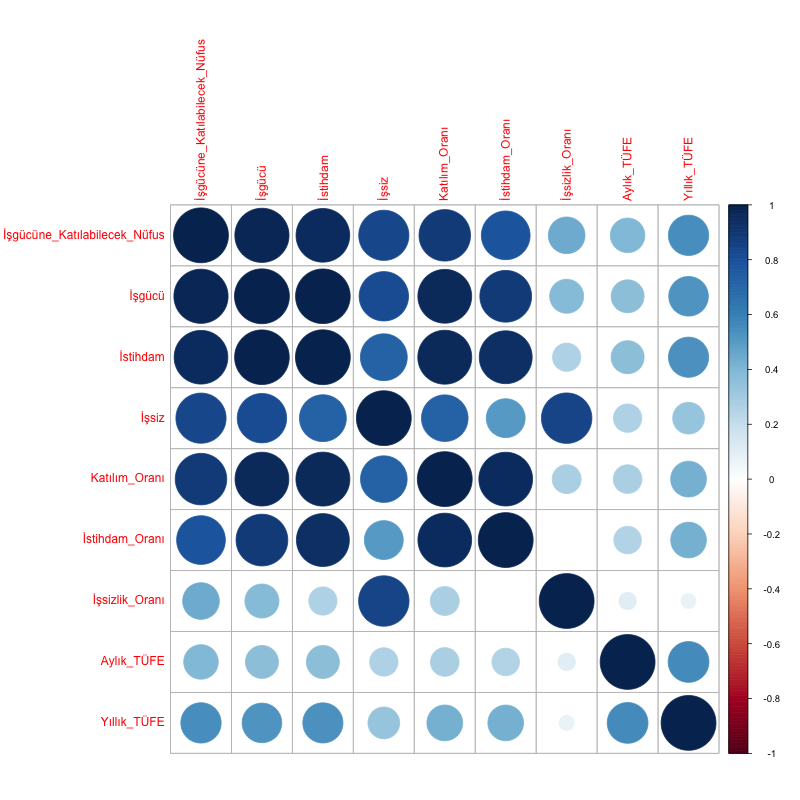 İşgücüne_Katılabilecek_Nüfus
İşgücü
İstihdam
İşsiz
Katılım_Oranı
İstihdam_Oranı
İşsizlik_Oranı
Aylık_TÜFE
Yıllık_TÜFE
İşgücüne_Katılabilecek_Nüfus
İşgücü
İstihdam
İşsiz
Katılım_Oranı
İstihdam_Oranı
İşsizlik_Oranı
Aylık_TÜFE
Yıllık_TÜFE
1
0.8
0.6
0.4
0.2
0
-0.2
-0.4
-0.6
-0.8
-1